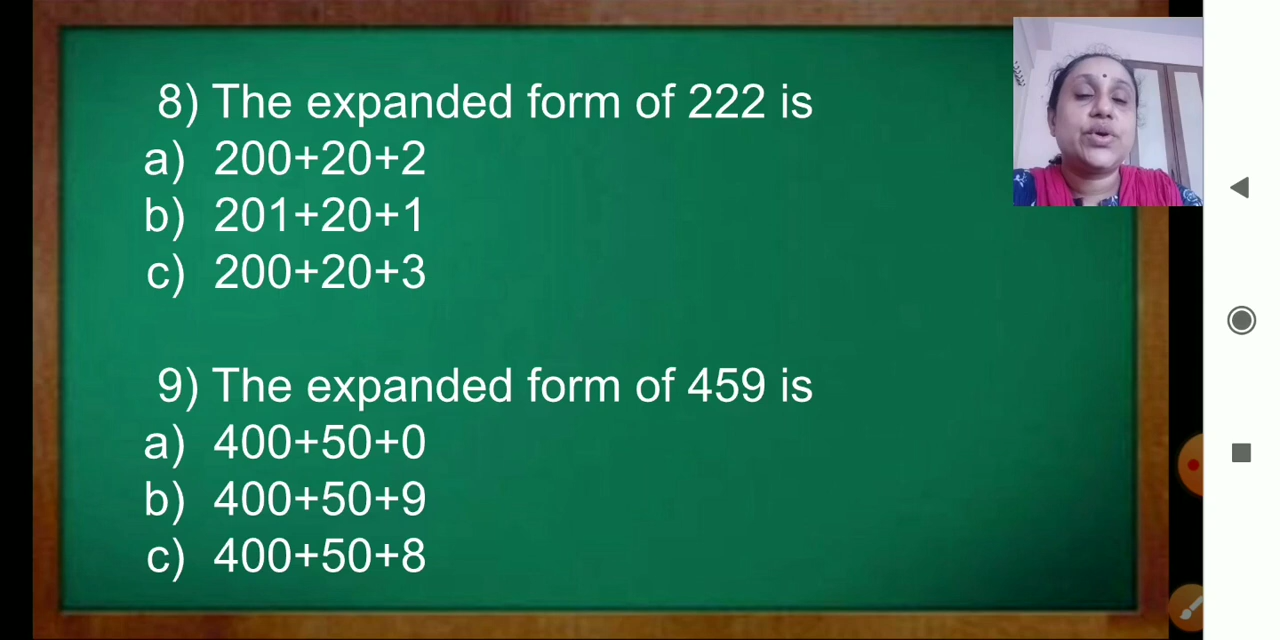 8) The expanded form of 222 is
a) 200+20+2
b) 201+20+1
c) 200+20+3
9) The expanded form of 459 is
a) 400+50+0
b) 400+50+9
c) 400+50+8